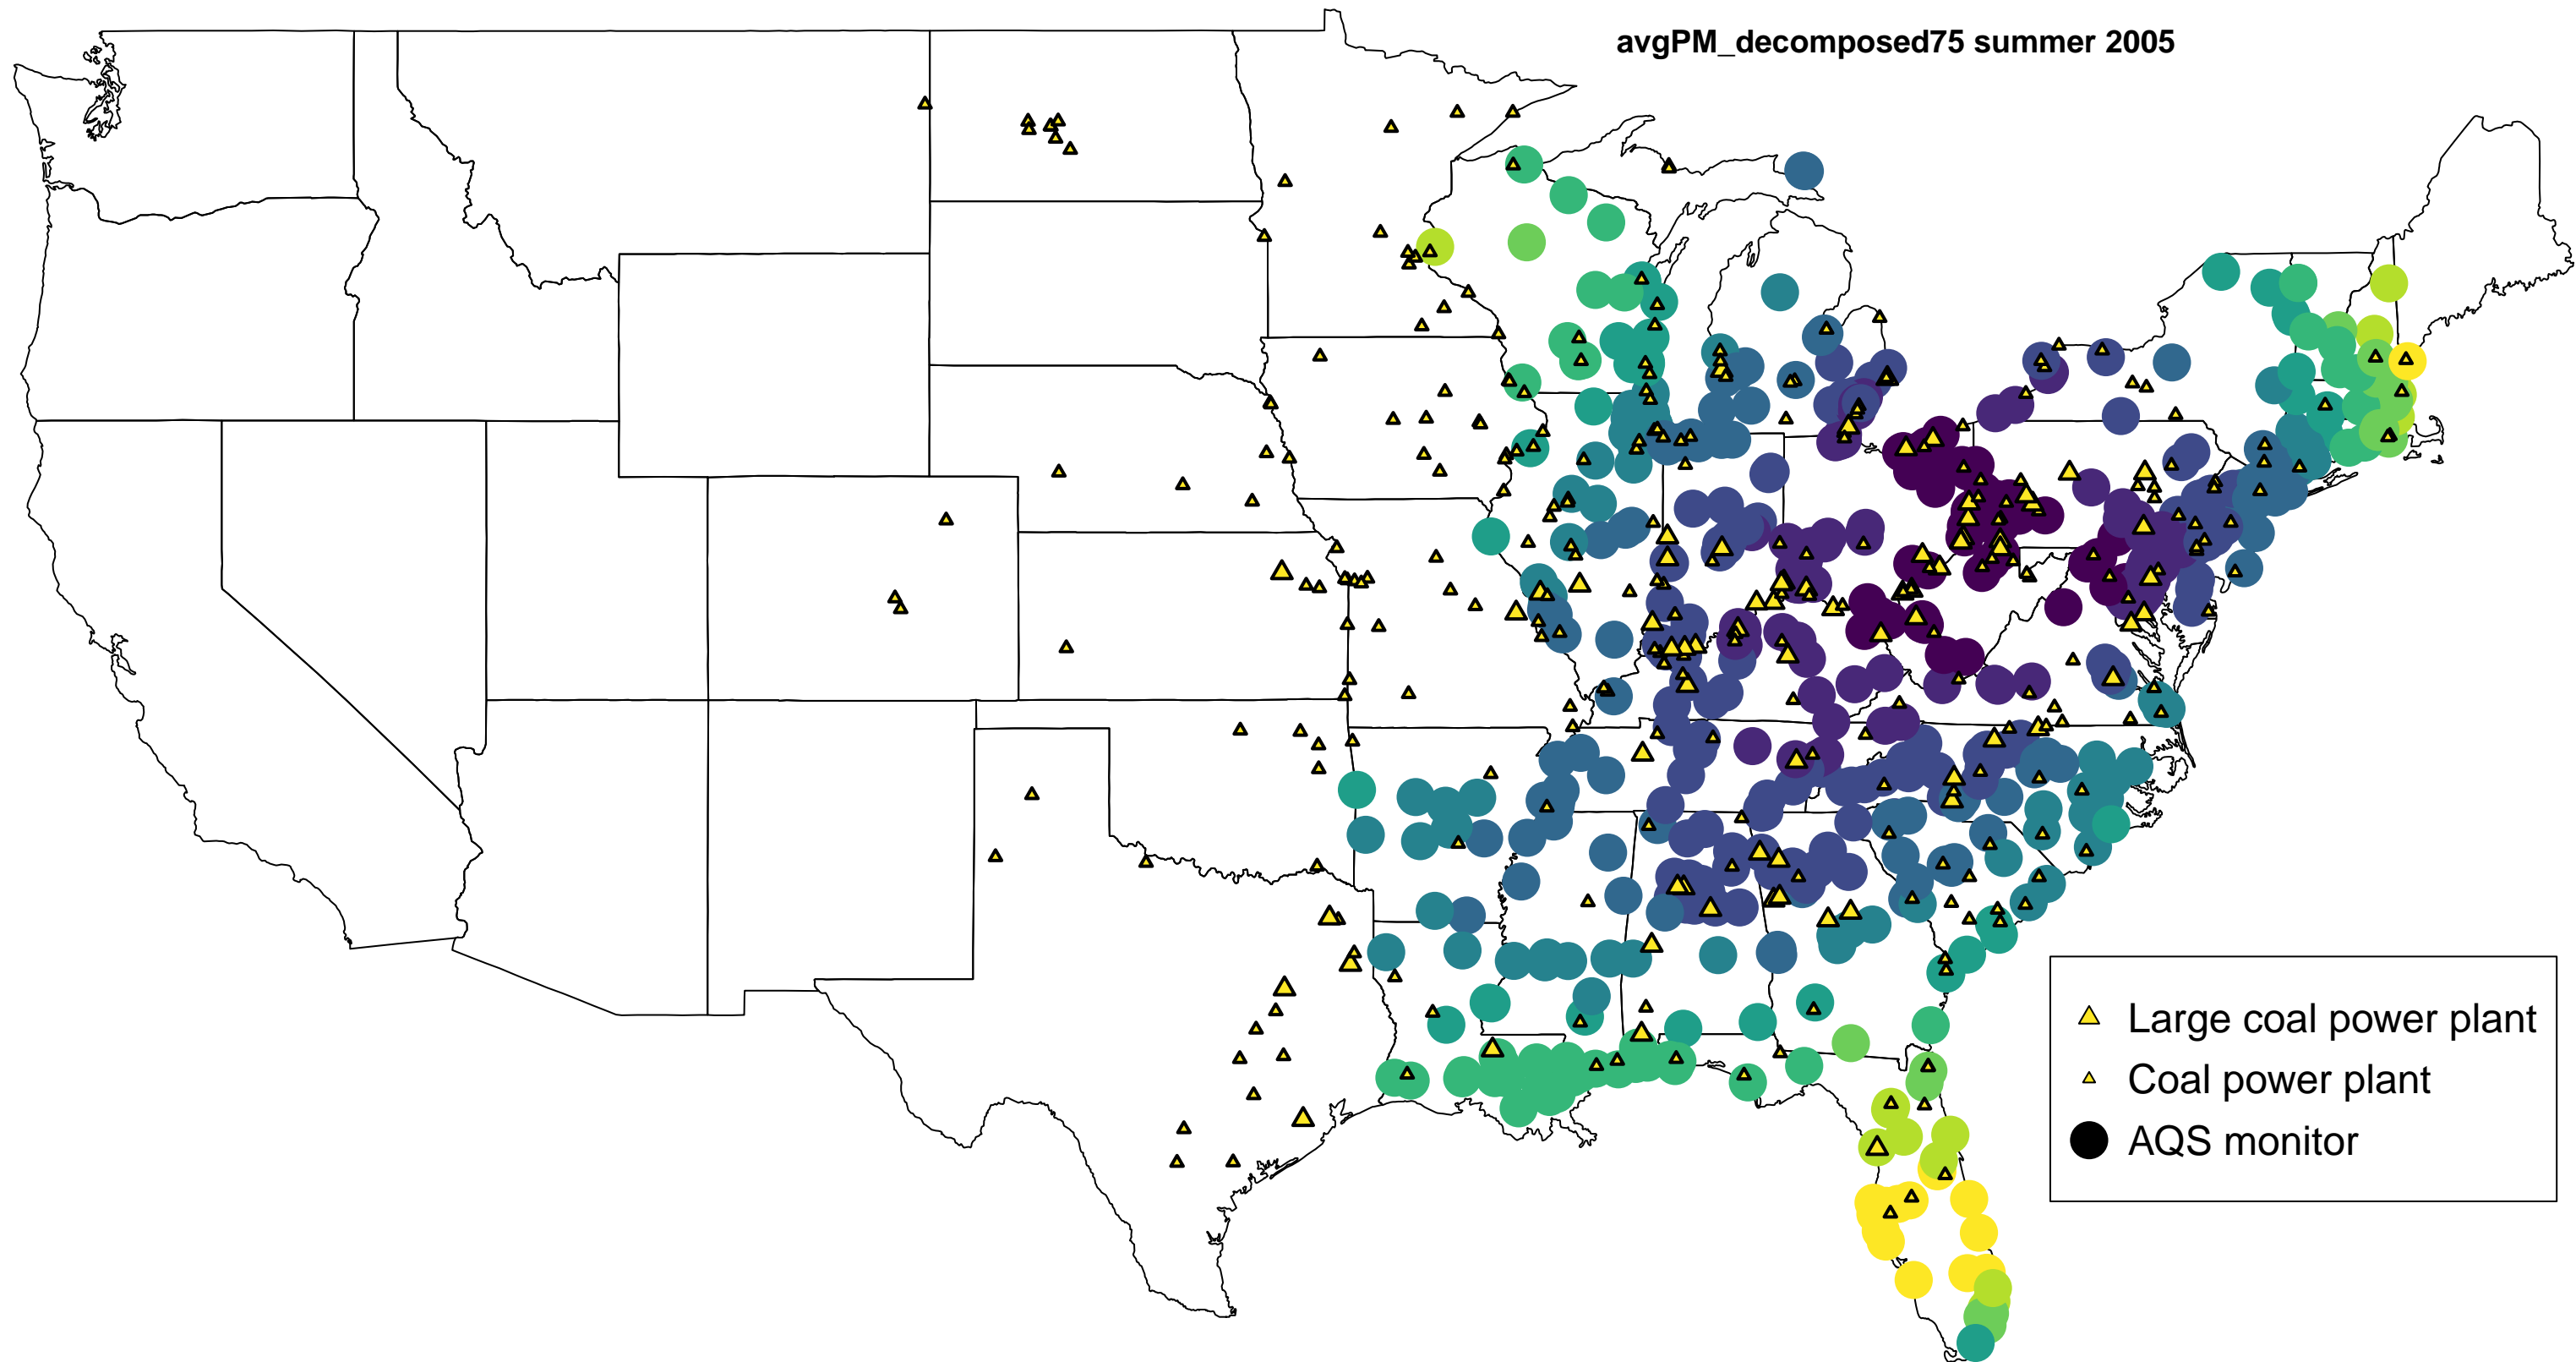 avgPM_decomposed75 summer 2005
Large coal power plant
Coal power plant
AQS monitor